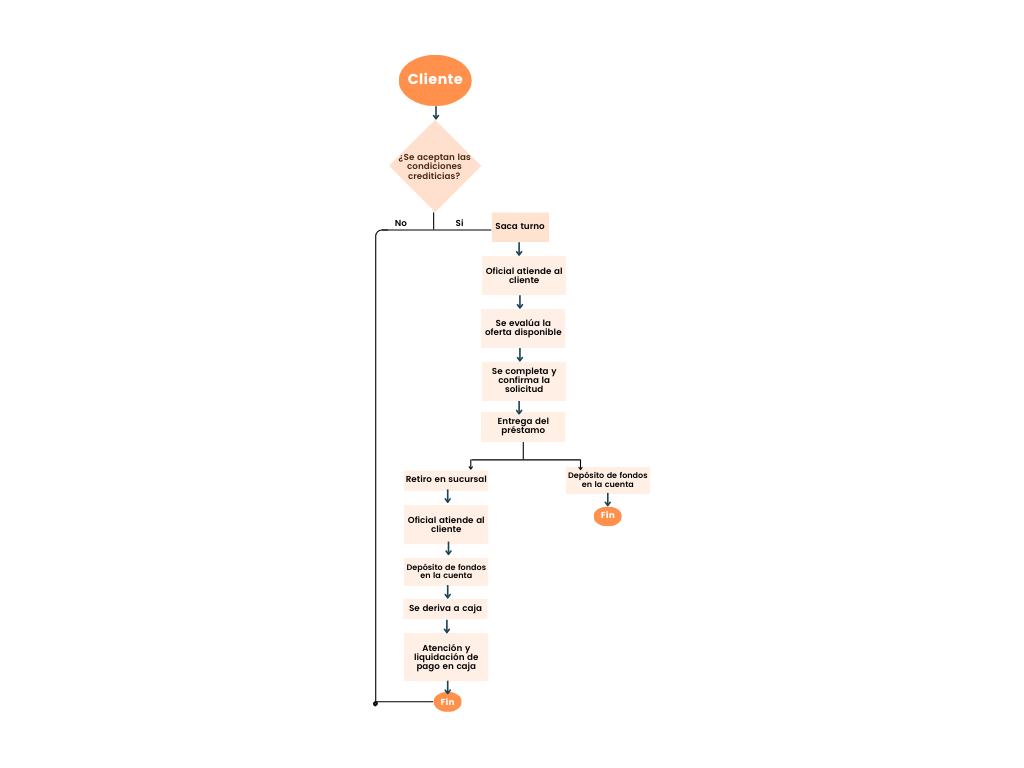 Cliente
¿Se aceptan las
condiciones
crediticias?
No
Si
Saca turno
Oficial atiende al
cliente
Se evalúa la
oferta disponible
Se completa y
confirma la
solicitud
Entrega del
préstamo
Retiro en sucursal
Oficial atiende al
cliente
Depósito de fondos
en la cuenta
Se deriva a caja
Atención y
liquidación de
pago en caja
Fin
Depósito de fondos
en la cuenta
Fin